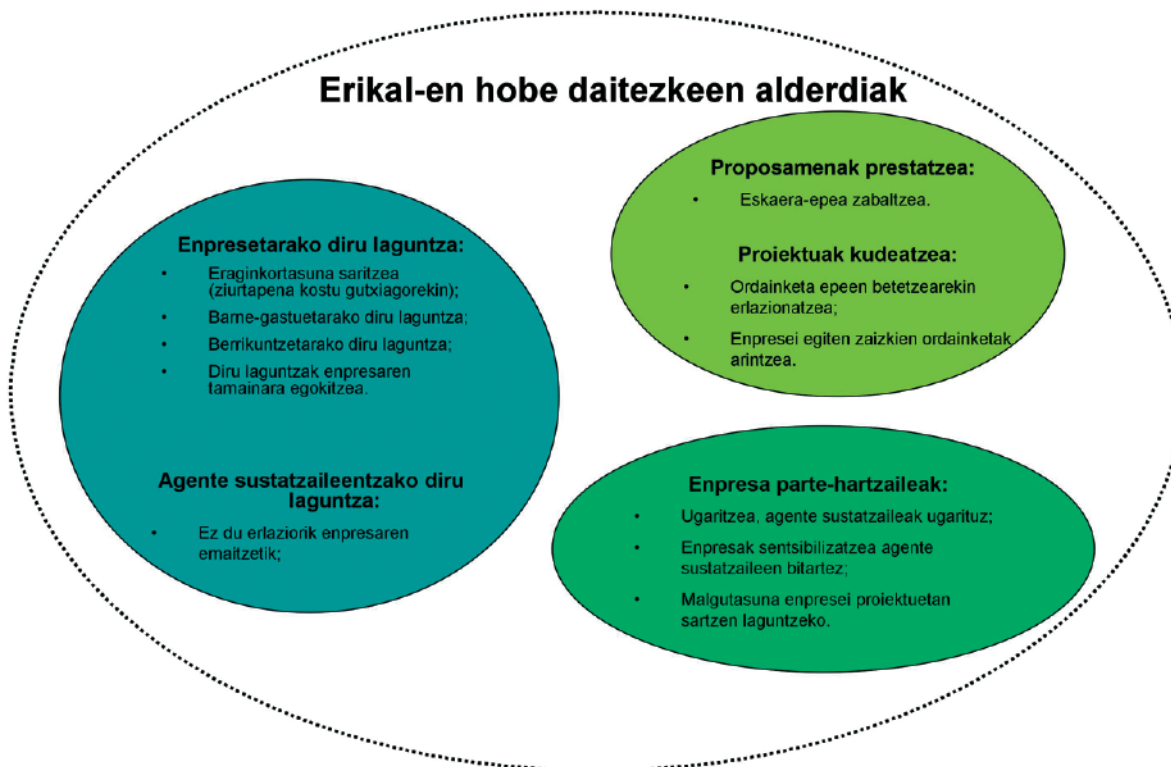 Erikal-en hobe daitezkeen alderdiak
Enpresetarako diru laguntza:
• Eraginkortasuna saritzea
(ziurtapena kostu gutxiagorekin);
• Barne-gastuetarako diru laguntza;
• Berrikuntzetarako diru laguntza;
• Diru laguntzak enpresaren
tamainara egokitzea.
Agente sustatzaileentzako diru
laguntza:
• Ez du erlaziorik enpresaren
emaitzetik;
Proposamenak prestatzea:
• Eskaera-epea zabaltzea.
Proiektuak kudeatzea:
• Ordainketa epeen betetzearekin
erlazionatzea;
• Enpresei egiten zaizkien ordainketak
arintzea.
Enpresa parte-hartzaileak:
• Ugaritzea, agente sustatzaileak ugarituz;
• Enpresak sentsibilizatzea agente
sustatzaileen bitartez;
• Malgutasuna enpresei proiektuetan
sartzen laguntzeko.